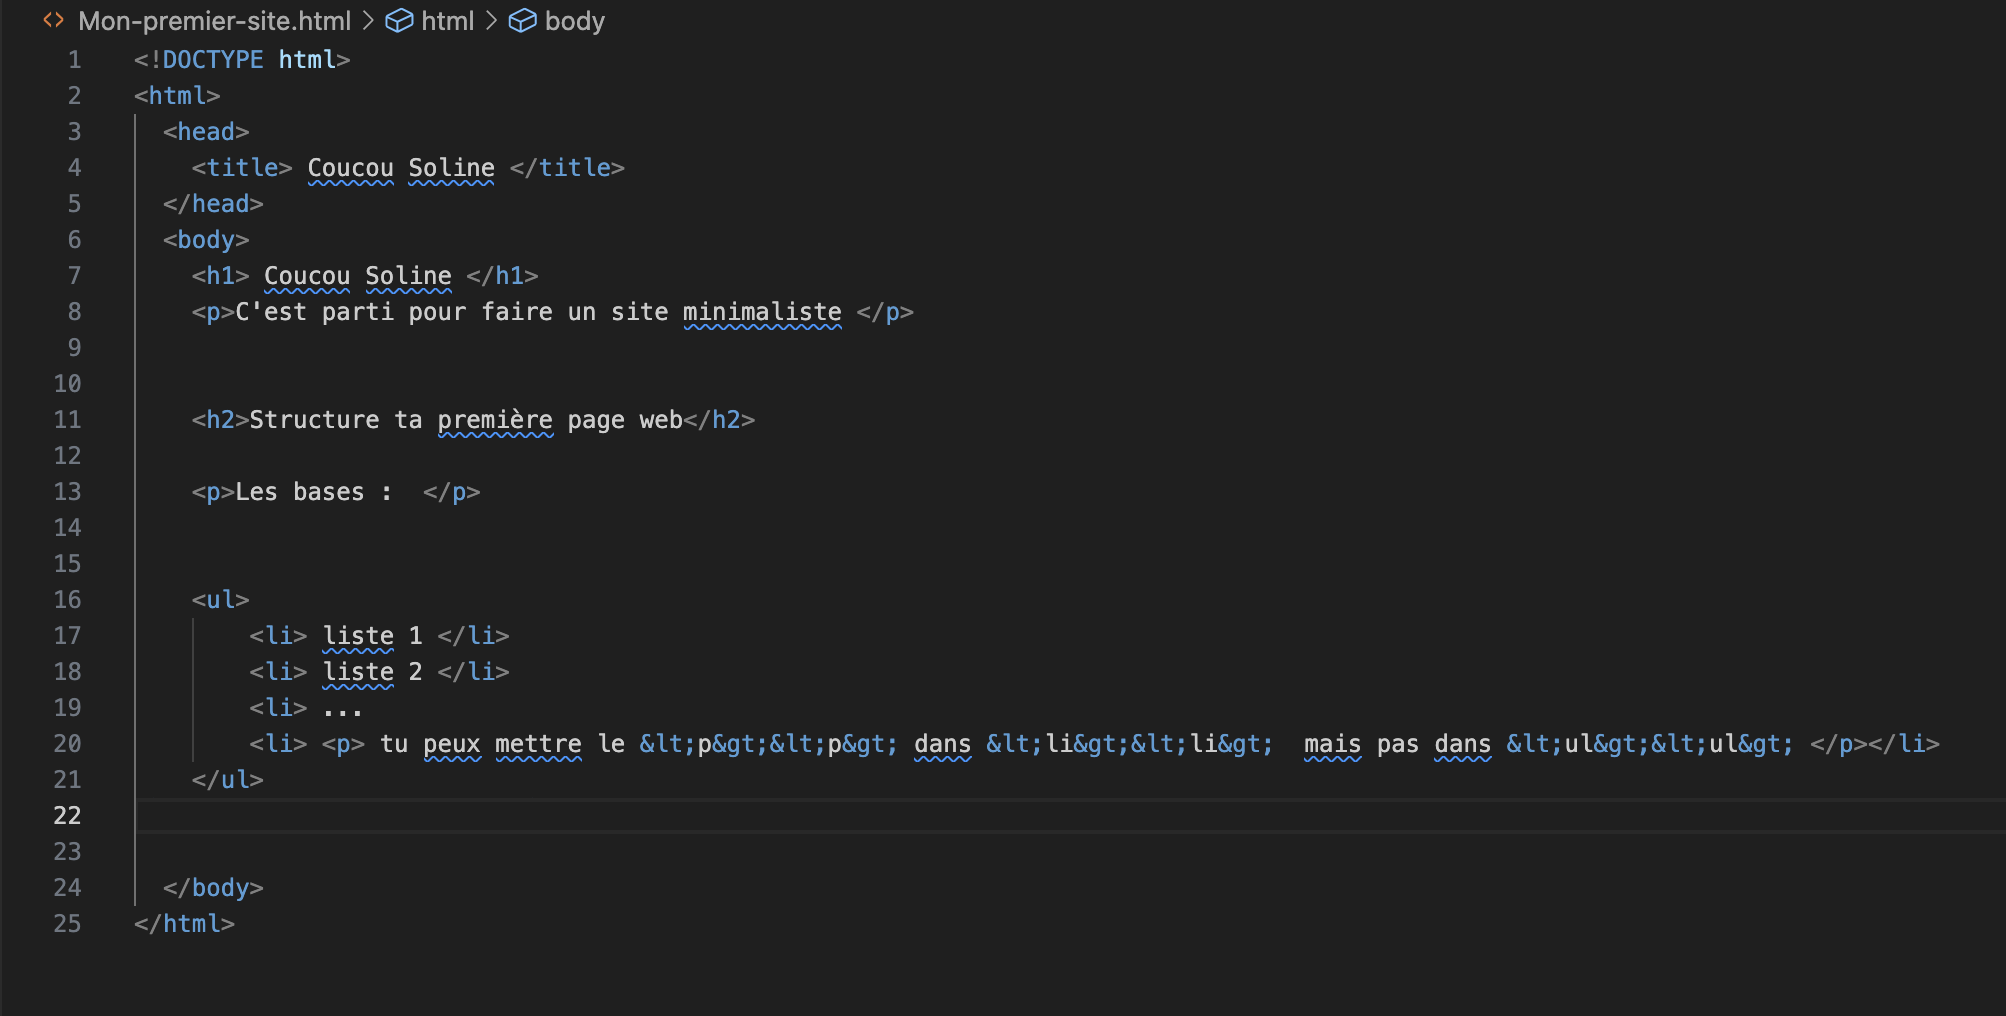 Mon-premier-site.html > html > body
1 <!DOCTYPE html>
2 <html>
3 <head>
4 <title> Coucou Soline </title>
5 </head>
6 <body>
7 <h1> Coucou Soline </h1>
8 <p>C'est parti pour faire un site minimaliste </p>
9
10
11 <h2>Structure ta première page web</h2>
12
13 <p>Les bases :  </p>
14
15
16 <ul>
17 <li> liste 1 </li>
18 <li> liste 2 </li>
19 <li> ...
20 <li> <p> tu peux mettre le &lt;p&gt;&lt;p&gt; dans &lt;li&gt;&lt;li&gt;  mais pas dans &lt;ul&gt;&lt;ul&gt; </p></li>
21 </ul>
22
23
24 </body>
25 </html>